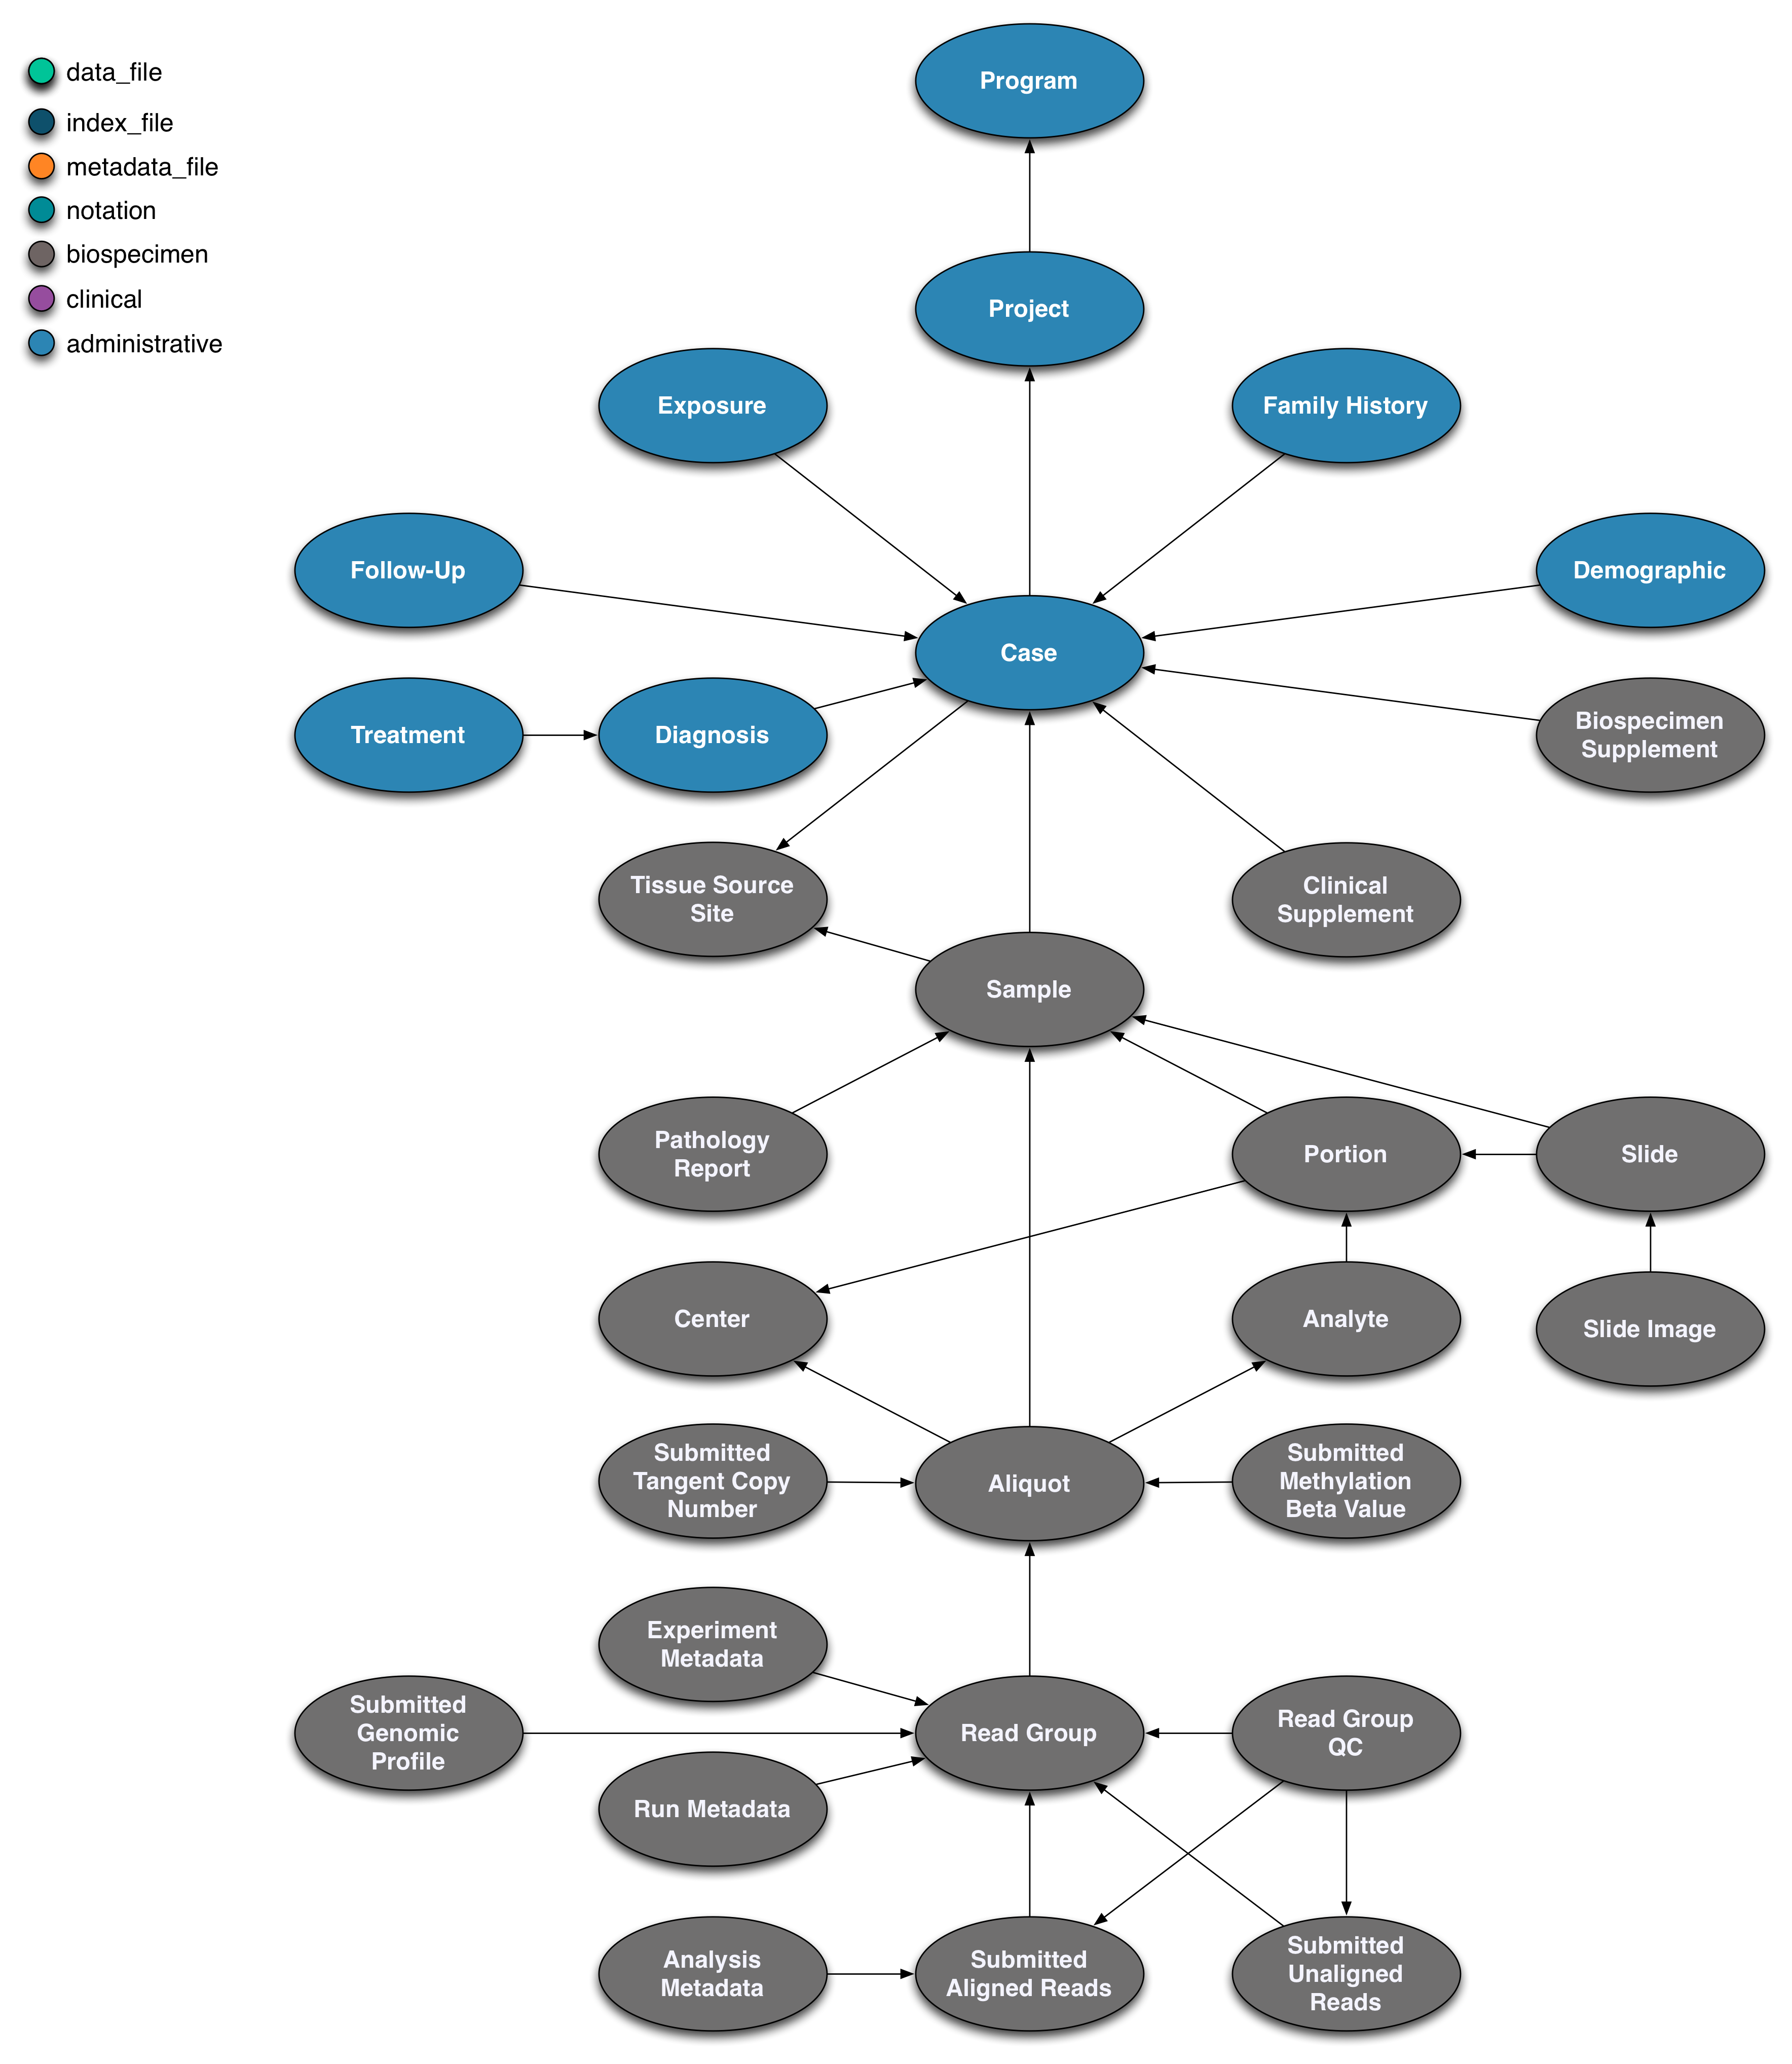 data_file
index_file
metadata_file
notation
biospecimen
clinical
administrative
Program
Project
Exposure
Family History
Follow-Up
Demographic
Case
Treatment
Diagnosis
Biospecimen
Supplement
Tissue Source
Site
Clinical
Supplement
Sample
Pathology
Report
Portion
Slide
Center
Analyte
Slide Image
Submitted
Tangent Copy
Number
Aliquot
Submitted
Methylation
Beta Value
Experiment
Metadata
Submitted
Genomic
Profile
Read Group
Read Group
QC
Run Metadata
Analysis
Metadata
Submitted
Aligned Reads
Submitted
Unaligned
Reads